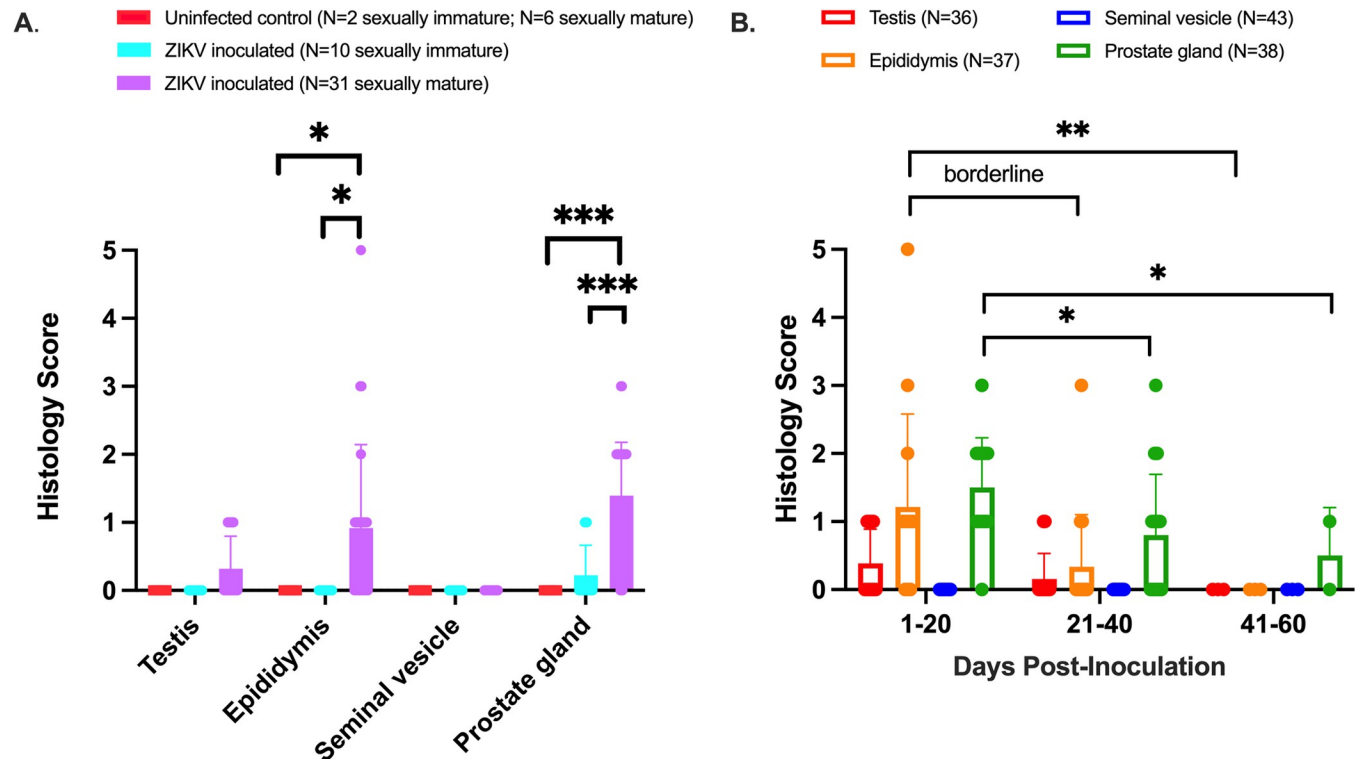 A.
Uninfected control (N=2 sexually immature; N=6 sexually mature)
ZIKV inoculated (N=10 sexually immature)
ZIKV inoculated (N=31 sexually mature)
*
*
***
***
Histology Score
5
4
3
2
1
0
Testis
Epididymis
Seminal vesicle
Prostate gland
B.
Testis (N=36)
Seminal vesicle (N=43)
Epididymis (N=37)
Prostate gland (N=38)
**
borderline
*
*
Histology Score
5
4
3
2
1
0
1-20
21-40
41-60
Days Post-Inoculation